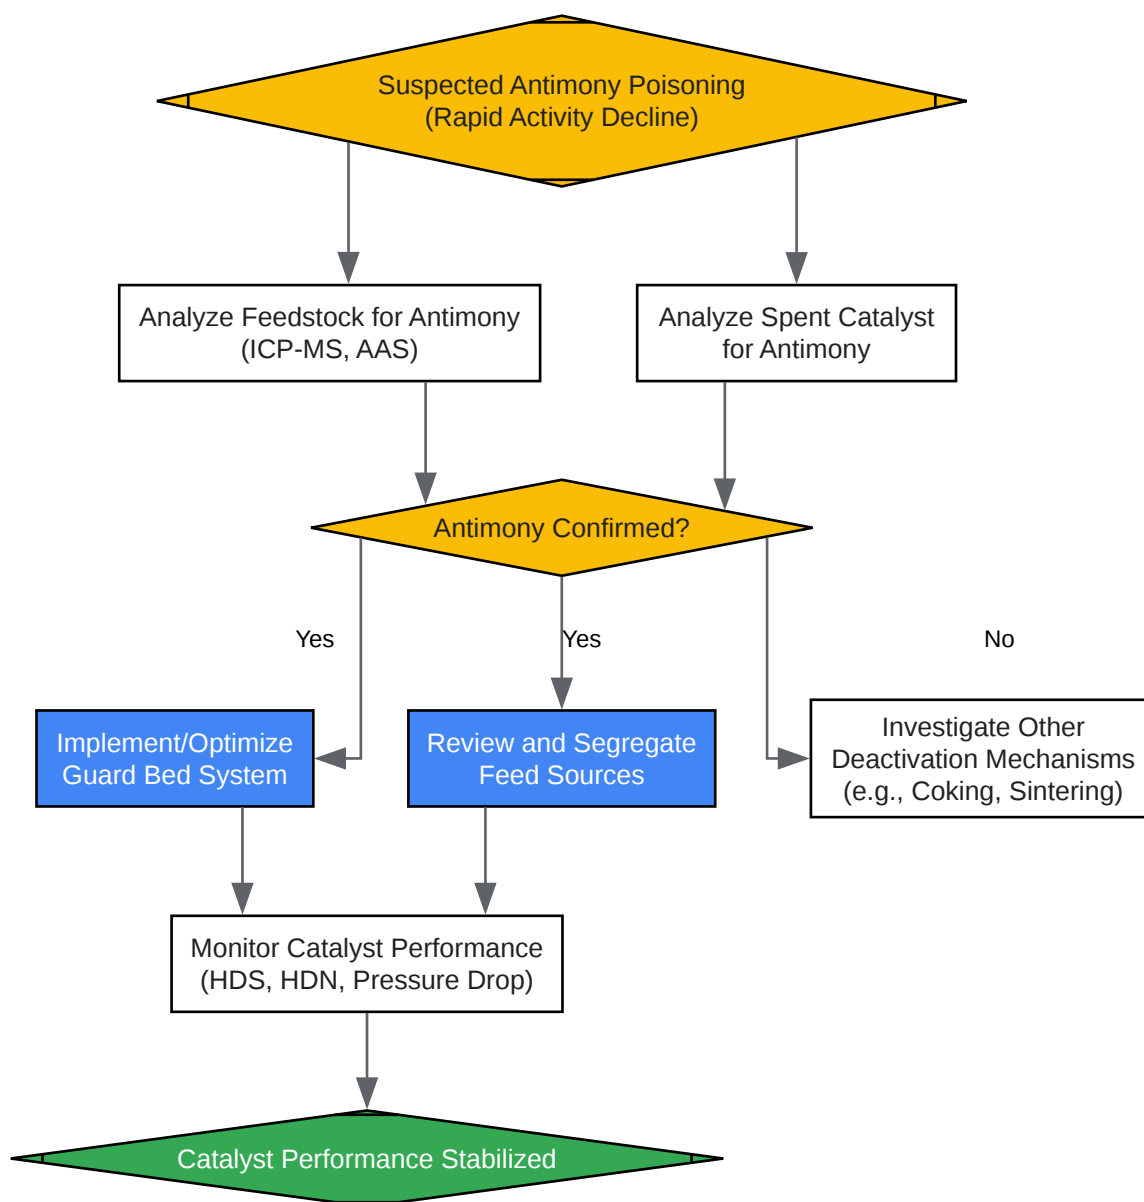 Suspected Antimony Poisoning
(Rapid Activity Decline)
Analyze Feedstock for Antimony
(ICP-MS, AAS)
Analyze Spent Catalyst
for Antimony
Antimony Confirmed?
Yes
Yes
No
Implement/Optimize
Guard Bed System
Review and Segregate
Feed Sources
Investigate Other
Deactivation Mechanisms
(e.g., Coking, Sintering)
Monitor Catalyst Performance
(HDS, HDN, Pressure Drop)
Catalyst Performance Stabilized